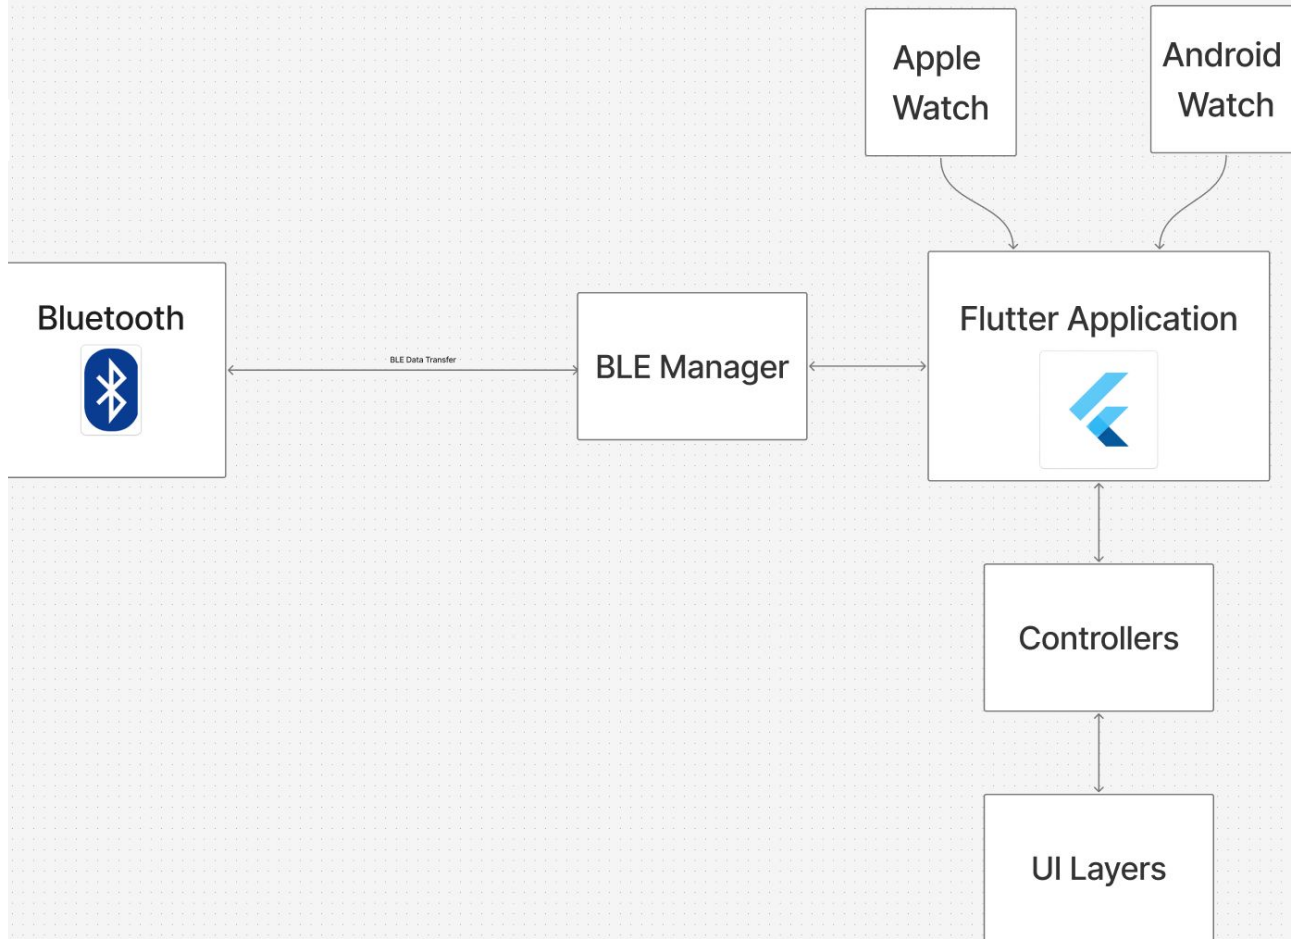 Apple
Watch
Android
Watch
Bluetooth
BLE Data Transfer
BLE Manager
Flutter Application
Controllers
UI Layers